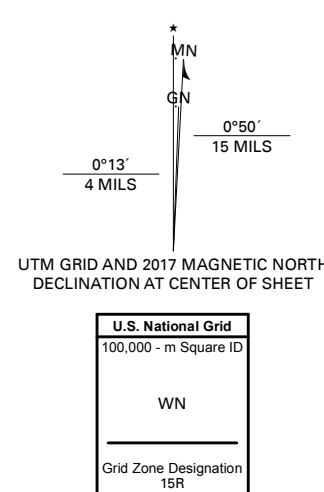 ★
MN
GN
0°50´
15 MILS
0°13´
4 MILS
UTM GRID AND 2017 MAGNETIC NORTH
DECLINATION AT CENTER OF SHEET
U.S. National Grid
100,000 - m Square ID
WN
Grid Zone Designation
15R